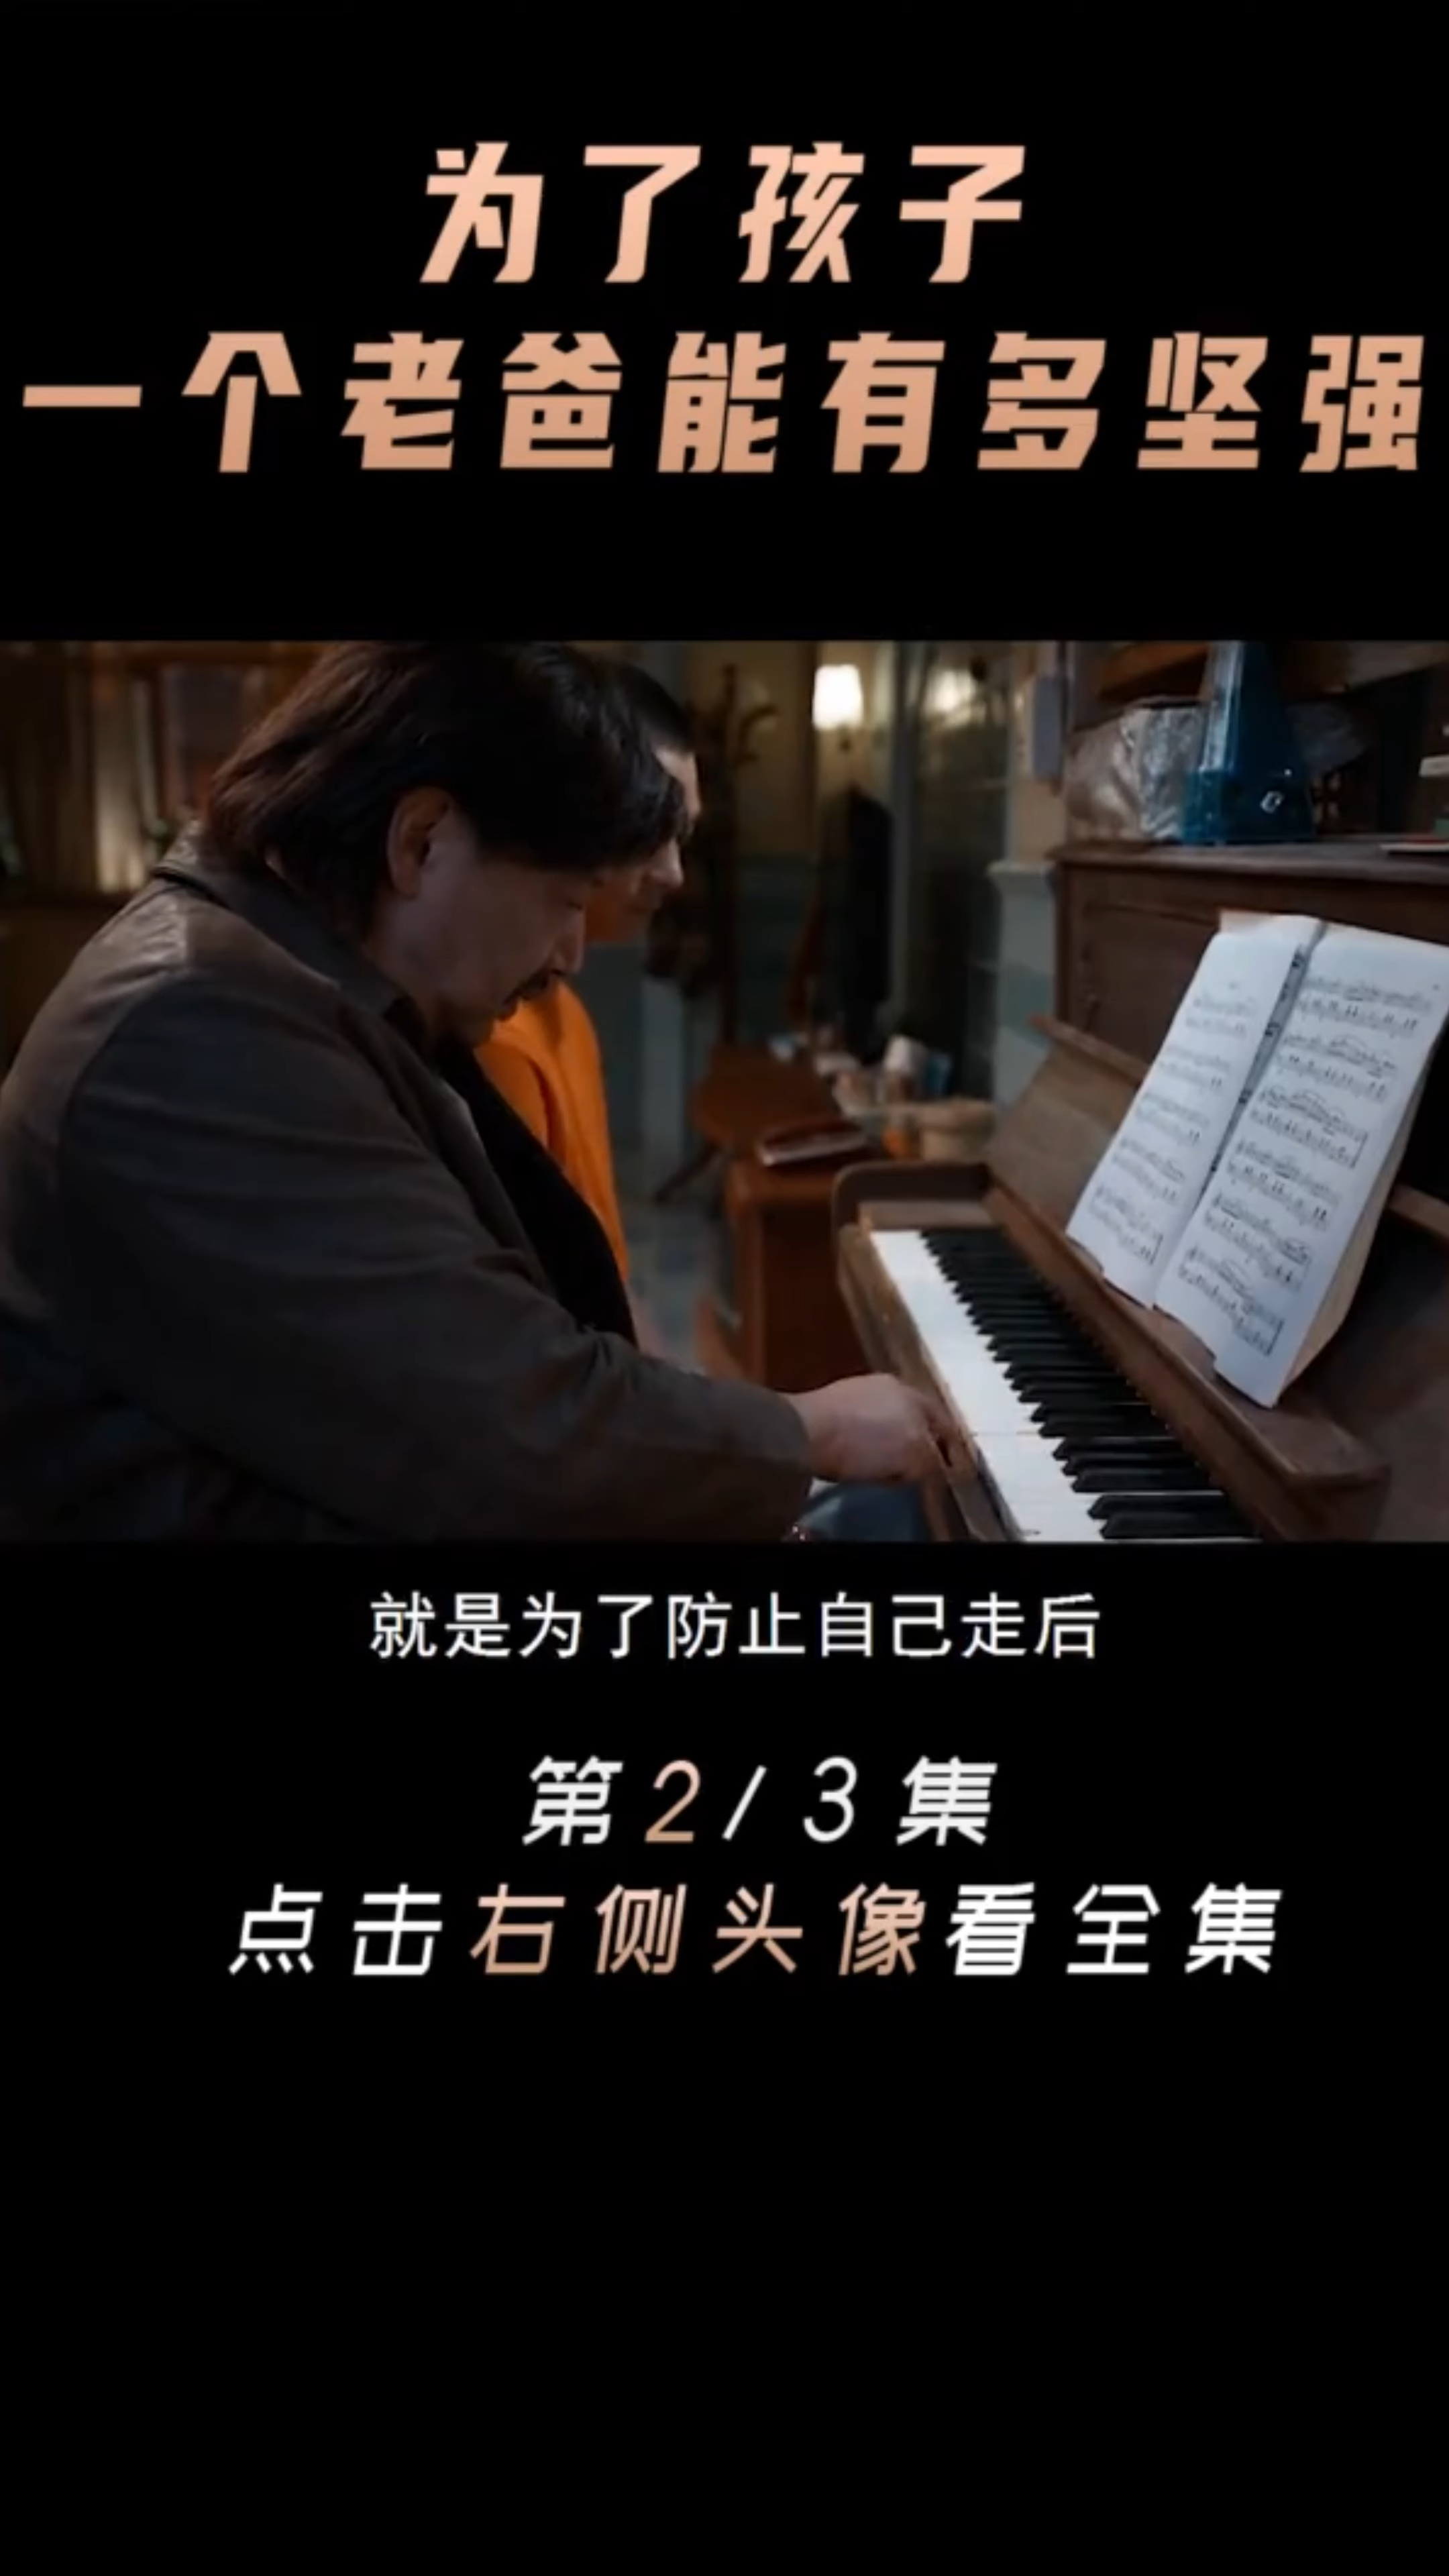 为了孩子
一个老爸能有多坚强
就是为了防止自己走后
第2/3集
点击右侧头像看全集